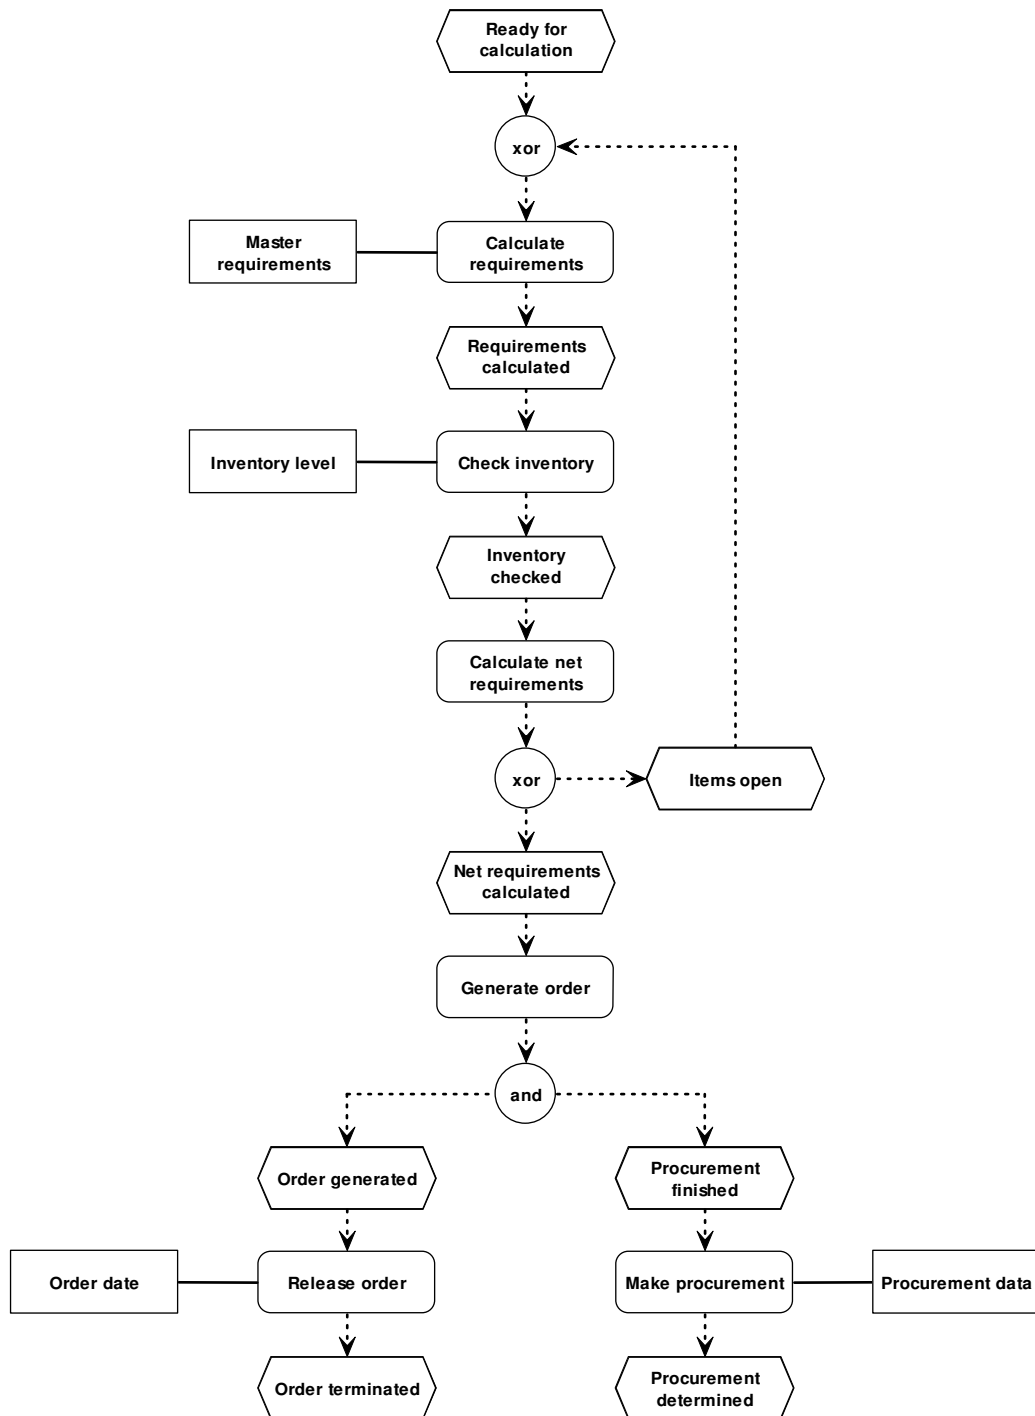 Ready for
calculation
xor
Master
requirements
Calculate
requirements
Requirements
calculated
Inventory level
Check inventory
Inventory
checked
Calculate net
requirements
xor
Items open
Net requirements
calculated
Generate order
and
Order generated
Procurement
finished
Order date
Release order
Make procurement
Procurement data
Order terminated
Procurement
determined